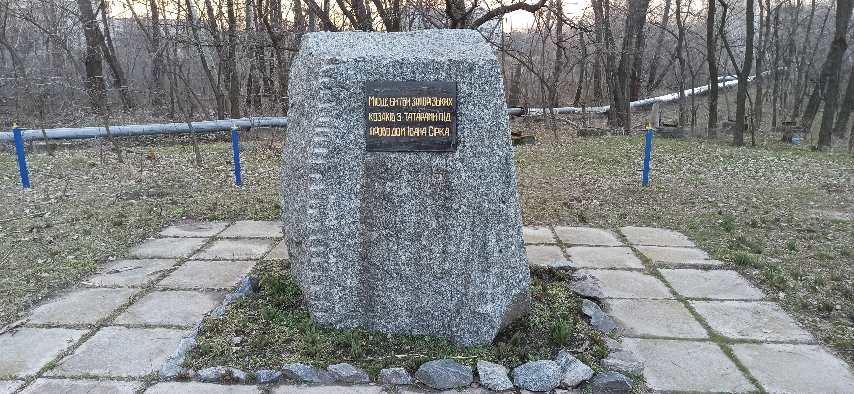 Місце битви запорізьких
козаків з татарами під
проводом Івана Сірка.